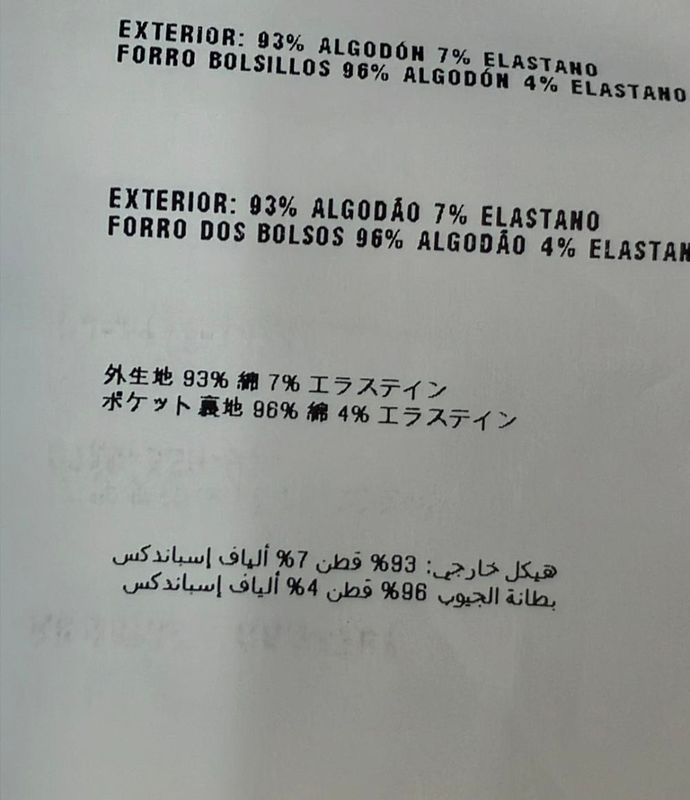 EXTERIOR: 93% ALGODÓN 7% ELASTANO
FORRO BOLSILLOS 96% ALGODÓN 4% ELASTANO
EXTERIOR: 93% ALGODÃO 7% ELASTANO
FORRO DOS BOLSOS 96% ALGODÃO 4% ELASTAN
外生地 93% 綿 7% エラステイン
ポケット裏地 96% 綿 4% エラステイン
هيكل خارجي: 93% قطن 7% ألياف إسباندكس
بطانة الجيوب 96% قطن 4% ألياف إسباندكس